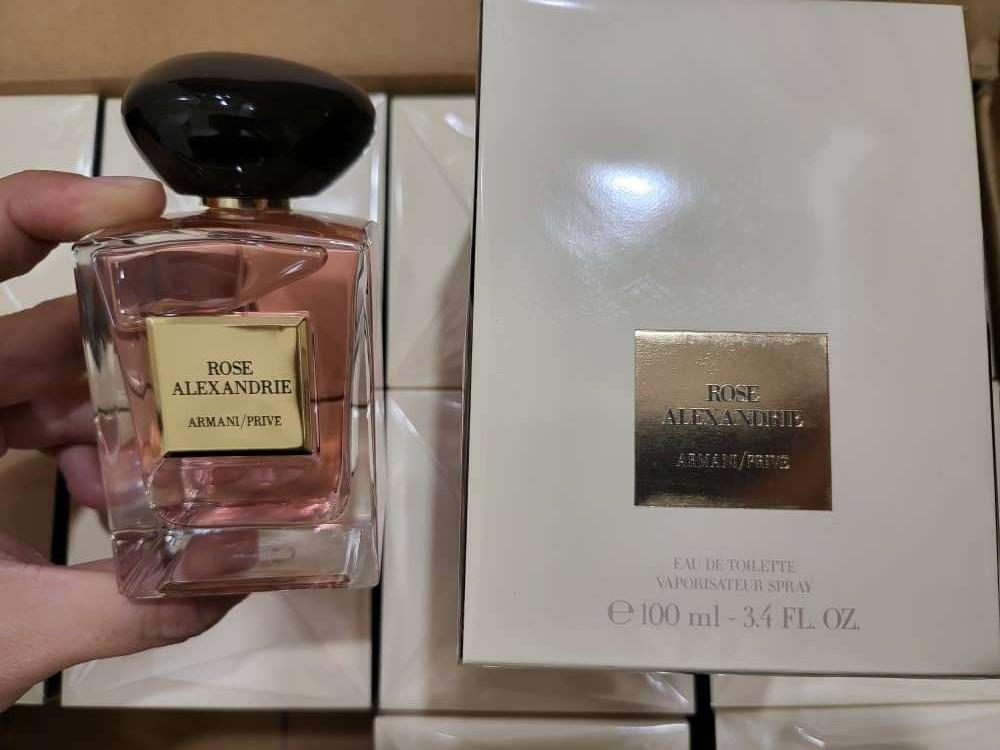 ROSE
ALEXANDRIE
ARMANI/PRIVE
ROSE
ALEXANDRIE
ARMANI/PRIVE
EAU DE TOILETTE
VAPORISATEUR SPRAY
℮ 100 ml - 3.4 FL. OZ.